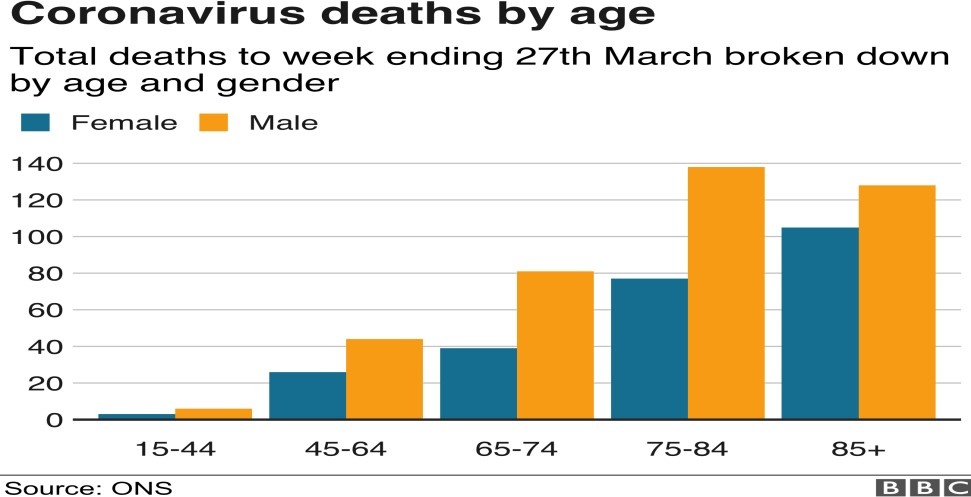 Coronavirus deaths by age
Total deaths to week ending 27th March broken down
by age and gender
Female Male
140
120
100
80
60
40
20
0
15-44 45-64 65-74 75-84 85+
Source: ONS BBC